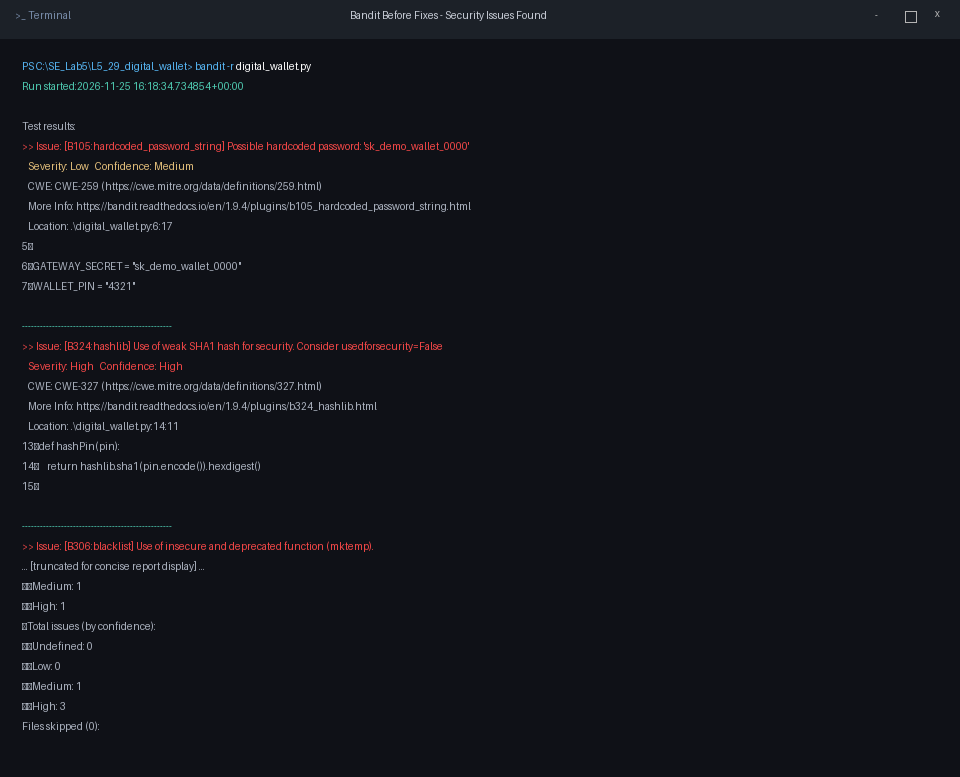 >_ Terminal
Bandit Before Fixes - Security Issues Found
- x
PS C:\SE_Lab5\L5_29_digital_wallet> bandit -r digital_wallet.py
Run started:2026-11-25 16:18:34.734854+00:00
Test results:
>> Issue: [B105:hardcoded_password_string] Possible hardcoded password: 'sk_demo_wallet_0000'
Severity: Low Confidence: Medium
CWE: CWE-259 (https://cwe.mitre.org/data/definitions/259.html)
More Info: https://bandit.readthedocs.io/en/1.9.4/plugins/b105_hardcoded_password_string.html
Location: .\digital_wallet.py:6:17
5
6 GATEWAY_SECRET = "sk_demo_wallet_0000"
7 WALLET_PIN = "4321"
--------------------------------------------------
>> Issue: [B324:hashlib] Use of weak SHA1 hash for security. Consider usedforsecurity=False
Severity: High Confidence: High
CWE: CWE-327 (https://cwe.mitre.org/data/definitions/327.html)
More Info: https://bandit.readthedocs.io/en/1.9.4/plugins/b324_hashlib.html
Location: .\digital_wallet.py:14:11
13 def hashPin(pin):
14 return hashlib.sha1(pin.encode()).hexdigest()
15
--------------------------------------------------
>> Issue: [B306:blacklist] Use of insecure and deprecated function (mktemp).
... [truncated for concise report display] ...
Medium: 1
High: 1
Total issues (by confidence):
Undefined: 0
Low: 0
Medium: 1
High: 3
Files skipped (0):